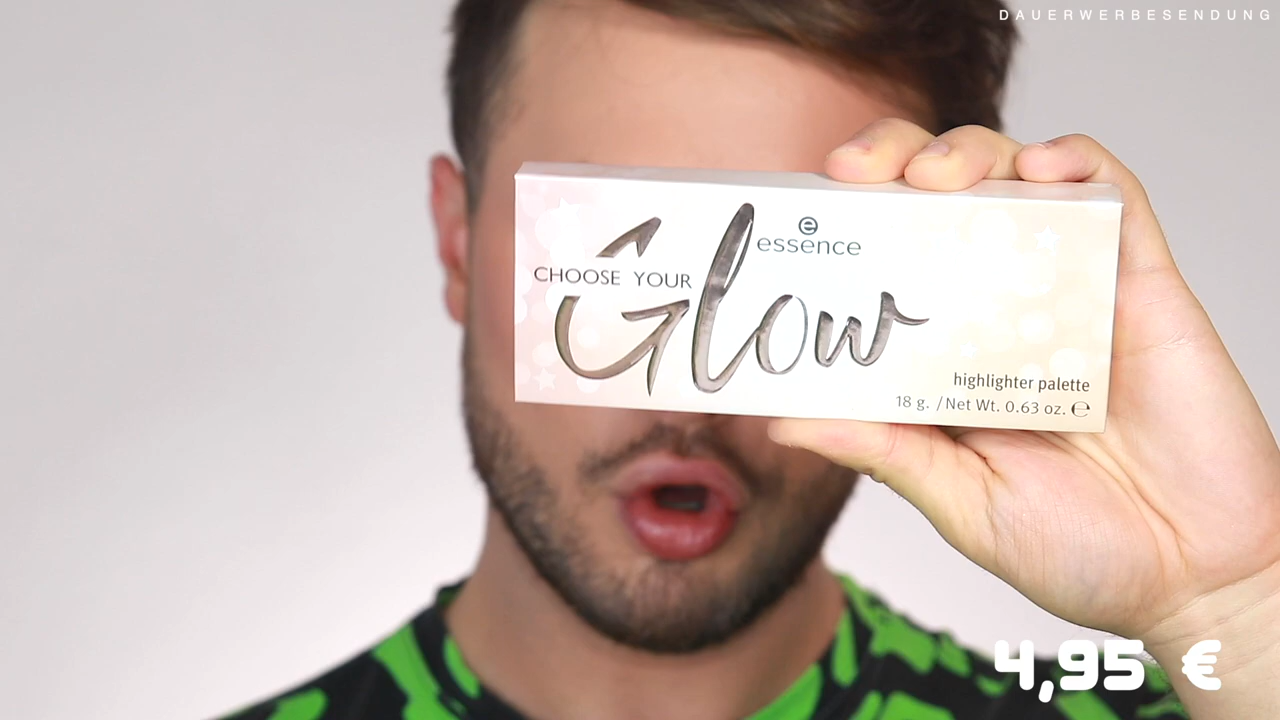 DAUERWERBESENDUNG
essence
CHOOSE YOUR
Glow
highlighter palette
18 g. /Net Wt. 0.63 oz. ℮
4,95 €